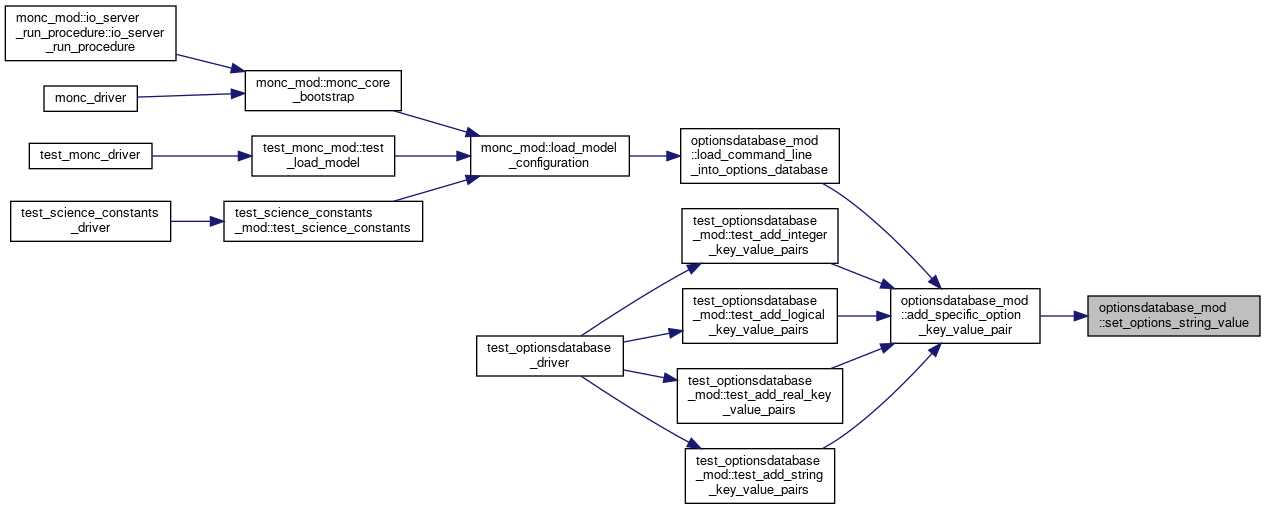 monc_mod::io_server
_run_procedure::io_server
_run_procedure
monc_driver
test_monc_driver
test_science_constants
_driver
monc_mod::monc_core
_bootstrap
test_monc_mod::test
_load_model
test_science_constants
_mod::test_science_constants
monc_mod::load_model
_configuration
test_optionsdatabase
_driver
optionsdatabase_mod
::load_command_line
_into_options_database
test_optionsdatabase
_mod::test_add_integer
_key_value_pairs
test_optionsdatabase
_mod::test_add_logical
_key_value_pairs
test_optionsdatabase
_mod::test_add_real_key
_value_pairs
test_optionsdatabase
_mod::test_add_string
_key_value_pairs
optionsdatabase_mod
::add_specific_option
_key_value_pair
optionsdatabase_mod
::set_options_string_value